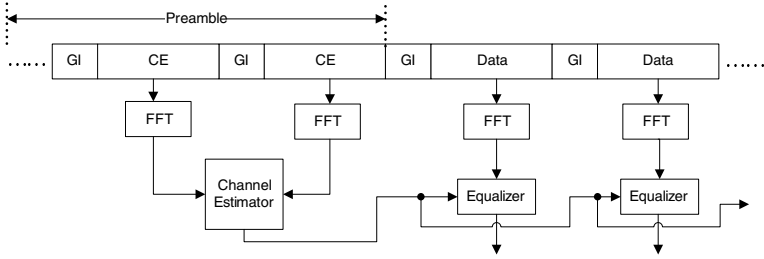 Preamble
GI CE GI CE GI Data GI Data
FFT FFT FFT FFT
Channel
Estimator
Equalizer Equalizer